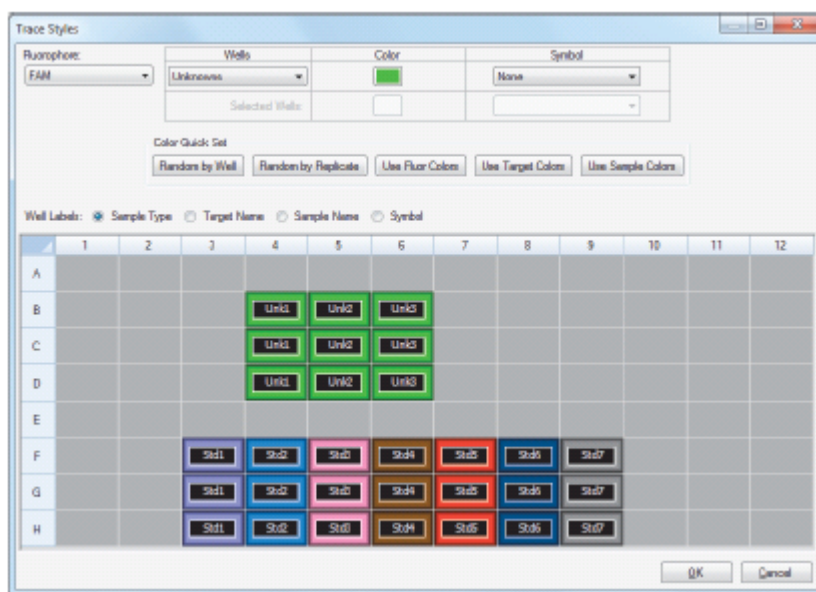 Trace Styles
Fluorophore: Wells Color Symbol
FAM Unknowns None
Selected Wells:
Color Quick Set
Random by Well Random by Replicate Use Fluor Colors Use Target Colors Use Sample Colors
Well Labels: Sample Type Target Name Sample Name Symbol
1 2 3 4 5 6 7 8 9 10 11 12
A
B Unk1 Unk2 Unk3
C Unk1 Unk2 Unk3
D Unk1 Unk2 Unk3
E
F Std1 Std2 Std3 Std4 Std5 Std6 Std7
G Std1 Std2 Std3 Std4 Std5 Std6 Std7
H Std1 Std2 Std3 Std4 Std5 Std6 Std7
OK Cancel